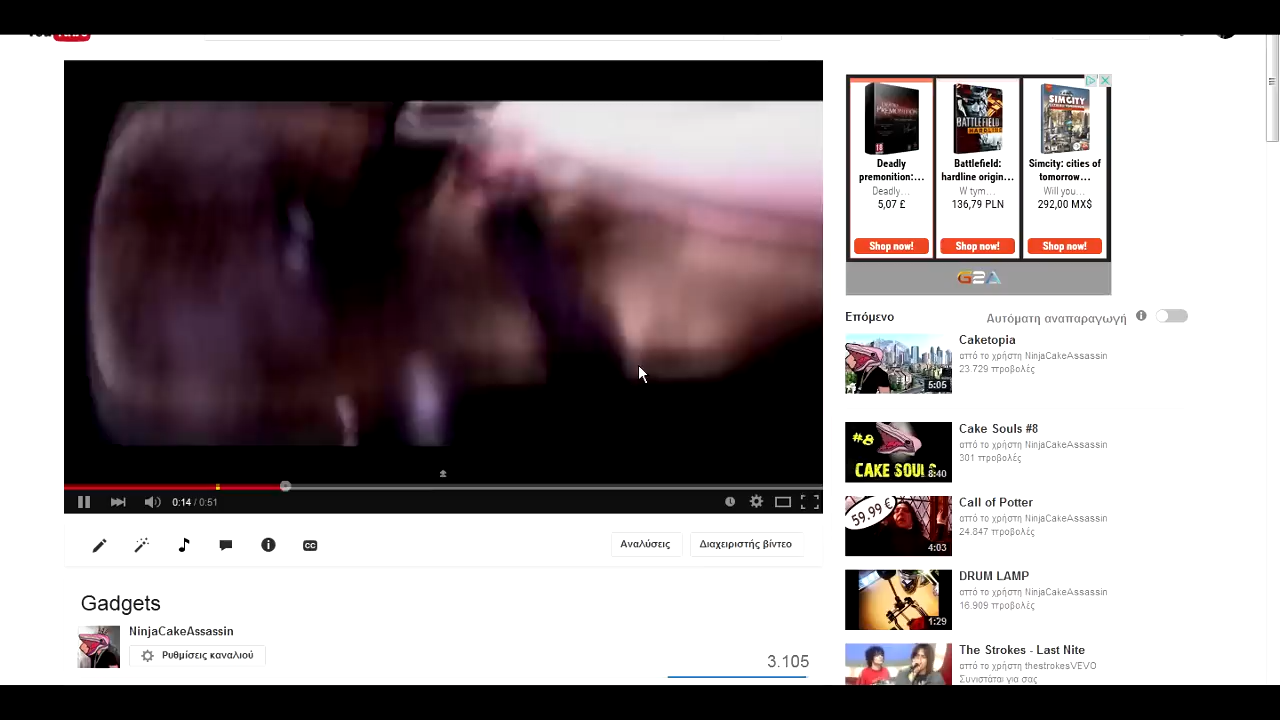 YouTube
Deadly
premonition:...
Deadly...
5,07 £
Shop now!
Battlefield:
hardline origin...
W tym...
136,79 PLN
Shop now!
Simcity: cities of
tomorrow...
Will you...
292,00 MX$
Shop now!
G2A
Επόμενο
Αυτόματη αναπαραγωγή
Caketopia
από το χρήστη NinjaCakeAssassin
23.729 προβολές
5:05
Cake Souls #8
από το χρήστη NinjaCakeAssassin
301 προβολές
#8
CAKE SOULS
8:40
Call of Potter
από το χρήστη NinjaCakeAssassin
24.847 προβολές
59.99 €
4:03
DRUM LAMP
από το χρήστη NinjaCakeAssassin
16.909 προβολές
1:29
The Strokes - Last Nite
από το χρήστη thestrokesVEVO
Συνιστάται για σας
0:14 / 0:51
CC
Αναλύσεις
Διαχειριστής βίντεο
Gadgets
NinjaCakeAssassin
Ρυθμίσεις καναλιού
3.105